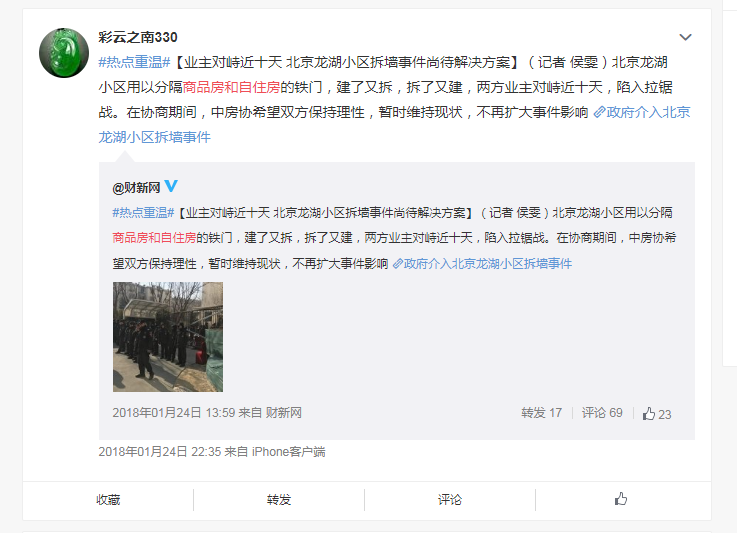 彩云之南330
#热点重温#【业主对峙近十天 北京龙湖小区拆墙事件尚待解决方案】（记者 侯雯）北京龙湖
小区用以分隔商品房和自住房的铁门，建了又拆，拆了又建，两方业主对峙近十天，陷入拉锯
战。在协商期间，中房协希望双方保持理性，暂时维持现状，不再扩大事件影响 政府介入北京
龙湖小区拆墙事件
@财新网
#热点重温#【业主对峙近十天 北京龙湖小区拆墙事件尚待解决方案】（记者 侯雯）北京龙湖小区用以分隔
商品房和自住房的铁门，建了又拆，拆了又建，两方业主对峙近十天，陷入拉锯战。在协商期间，中房协希
望双方保持理性，暂时维持现状，不再扩大事件影响 政府介入北京龙湖小区拆墙事件
2018年01月24日 13:59 来自 财新网 转发 17 评论 69 23
2018年01月24日 22:35 来自 iPhone客户端
收藏 转发 评论